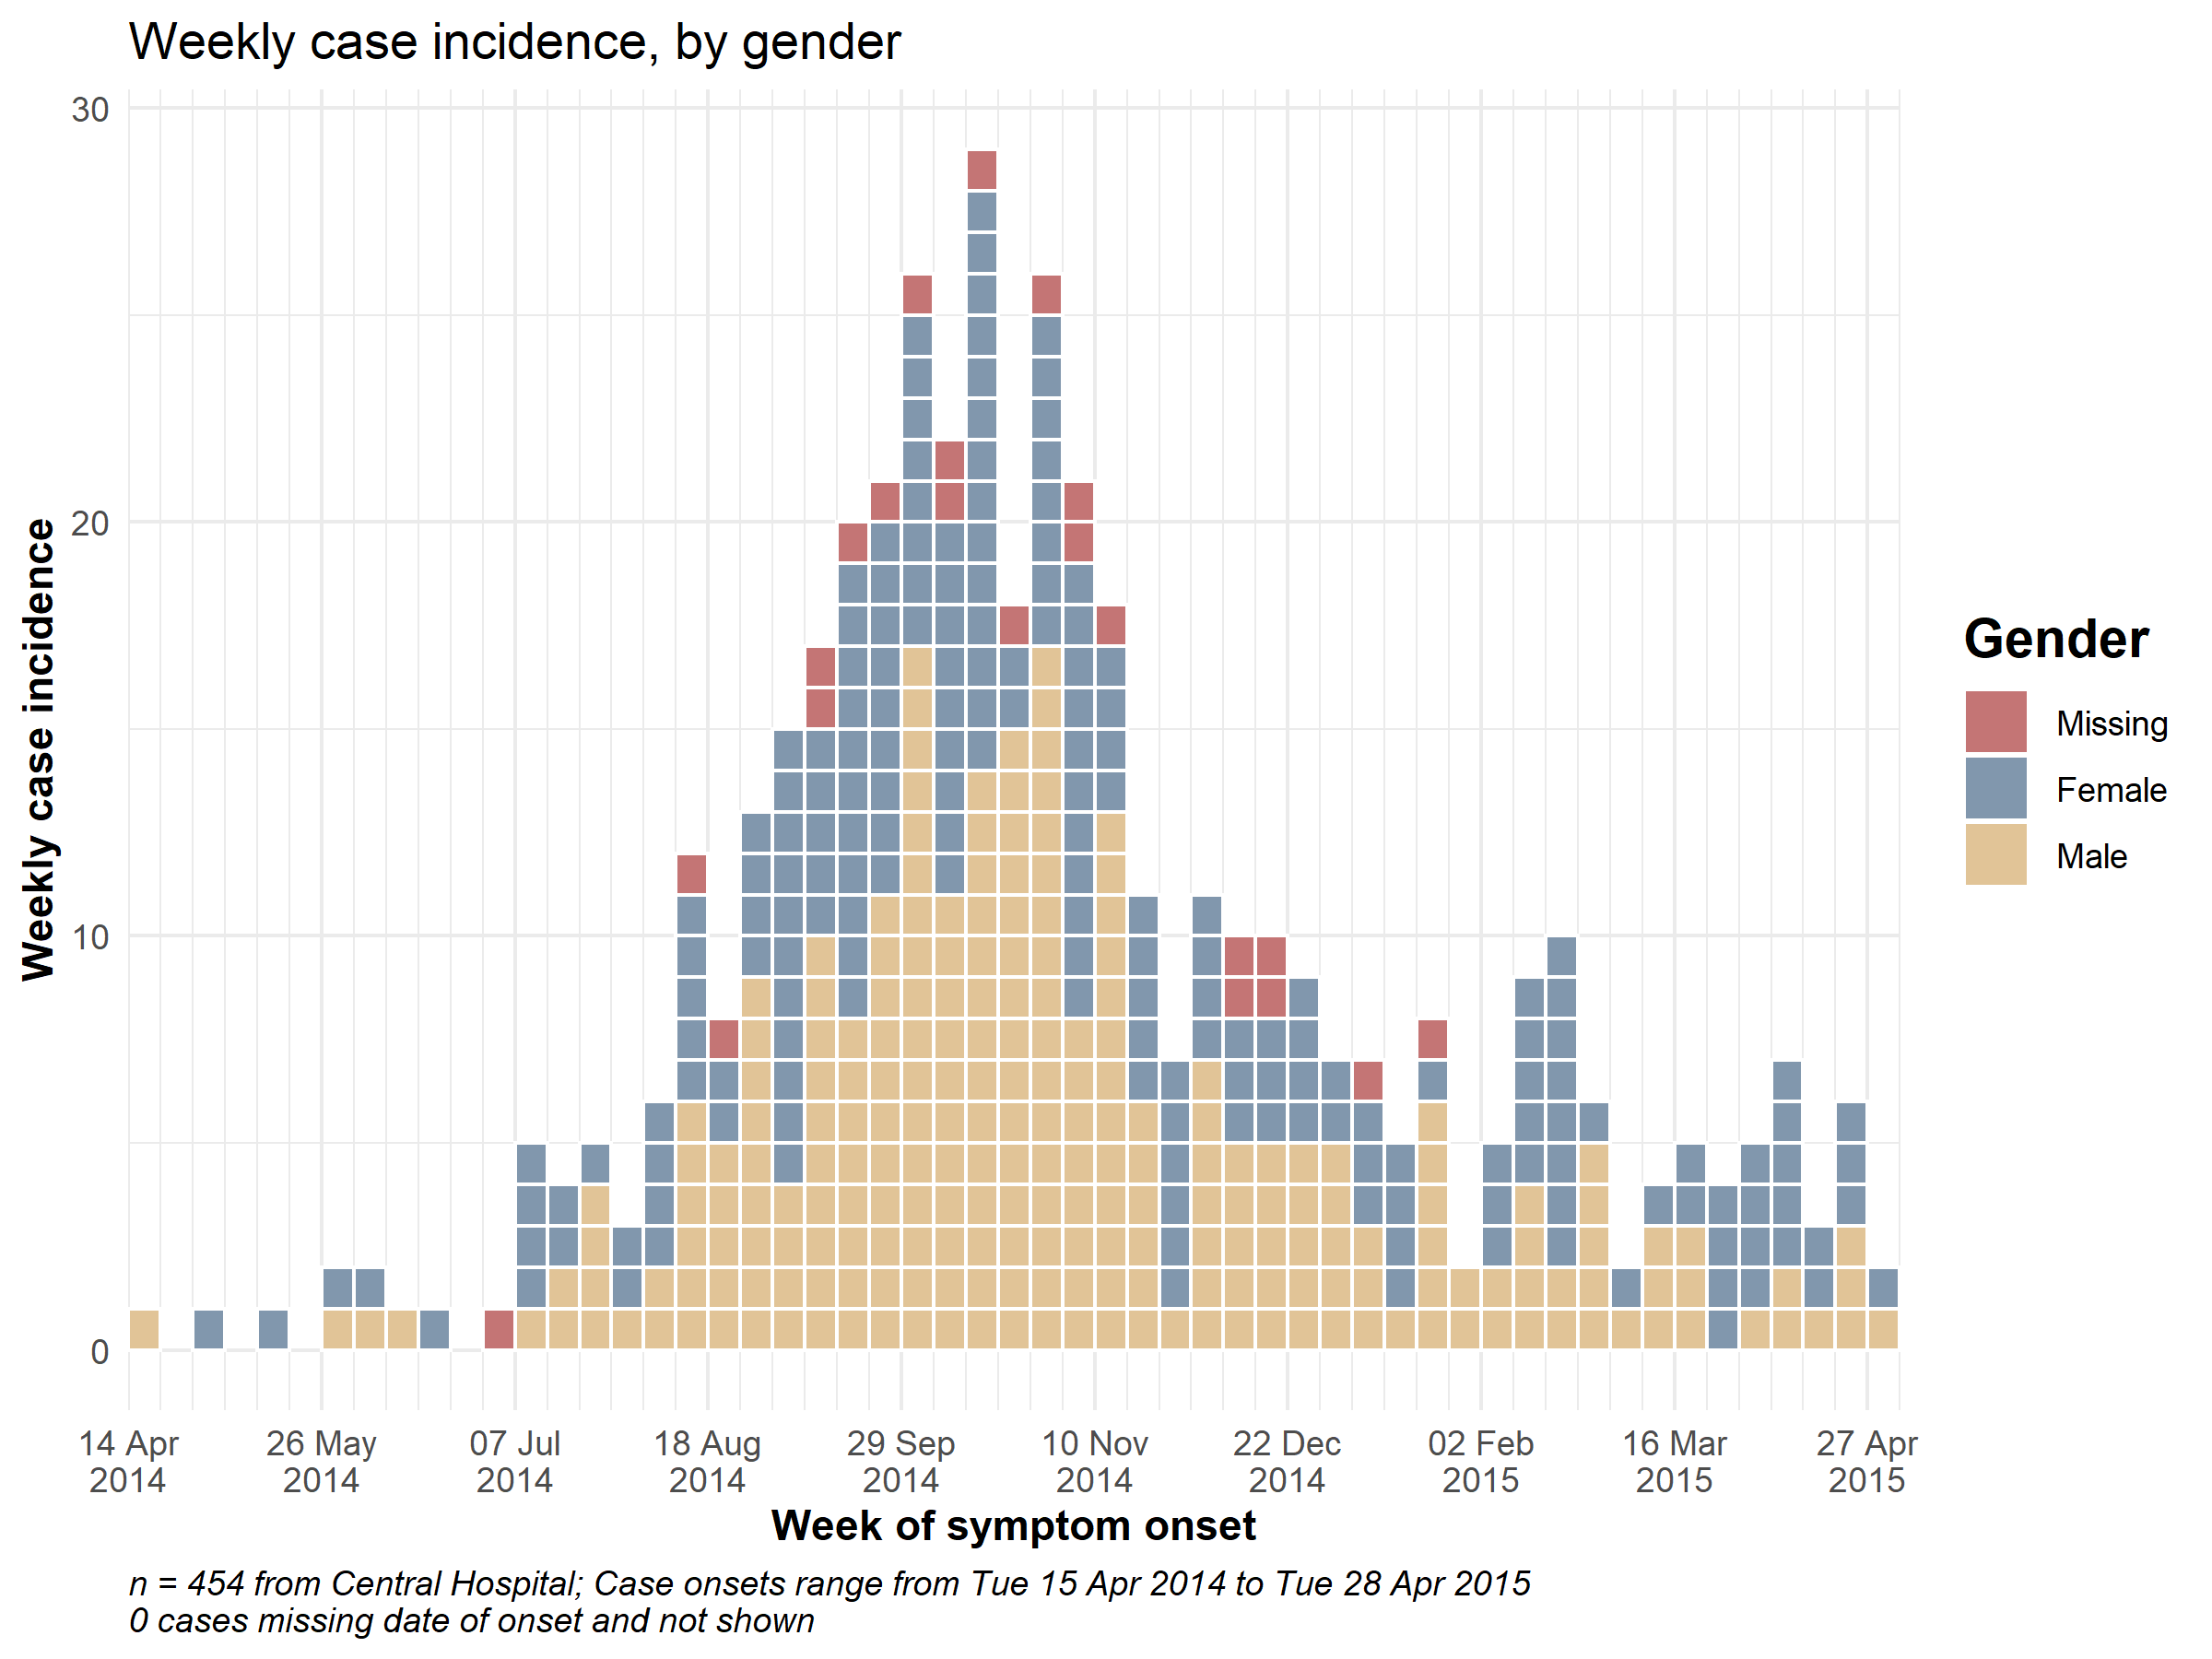 Weekly case incidence, by gender
Weekly case incidence
30
20
10
0
14 Apr 2014
26 May 2014
07 Jul 2014
18 Aug 2014
29 Sep 2014
10 Nov 2014
22 Dec 2014
02 Feb 2015
16 Mar 2015
27 Apr 2015
Week of symptom onset
Gender
Missing
Female
Male
n = 454 from Central Hospital; Case onsets range from Tue 15 Apr 2014 to Tue 28 Apr 2015
0 cases missing date of onset and not shown